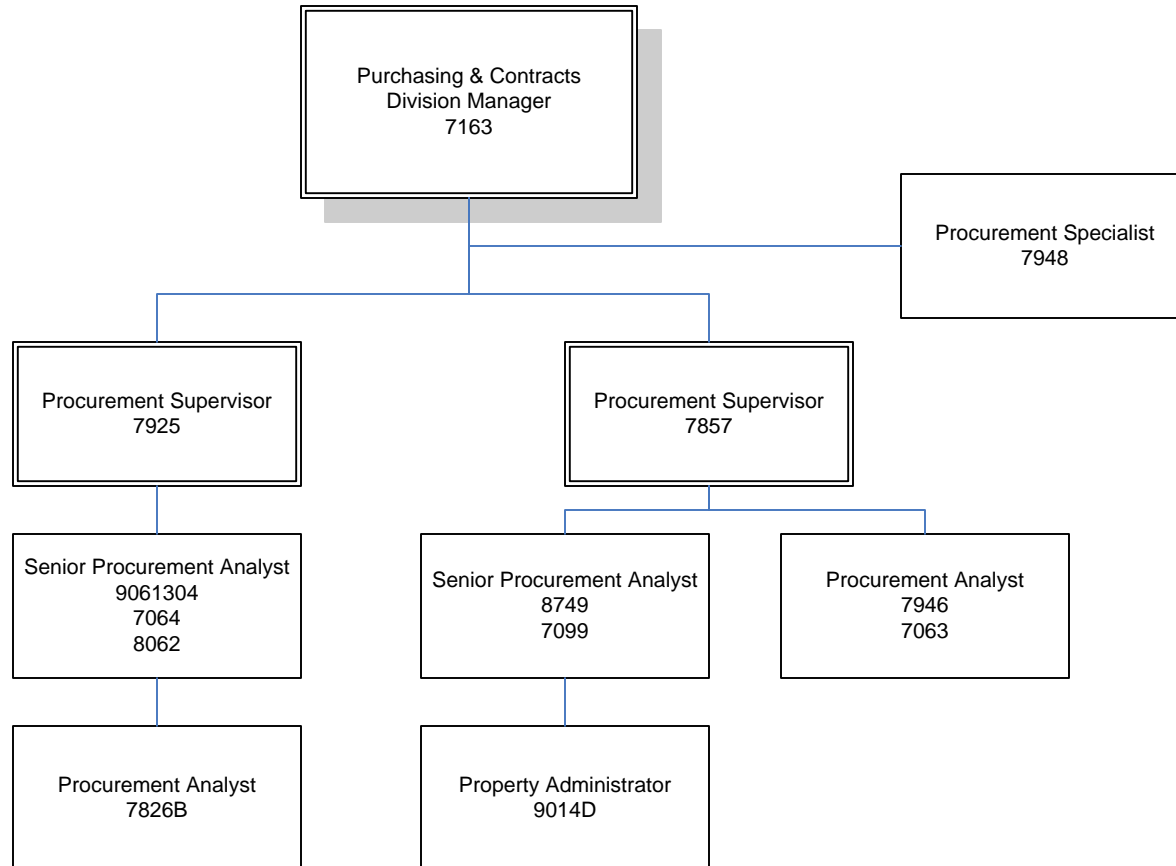 Purchasing & Contracts
Division Manager
7163
Procurement Specialist
7948
Procurement Supervisor
7925
Procurement Supervisor
7857
Senior Procurement Analyst
9061304
7064
8062
Senior Procurement Analyst
8749
7099
Procurement Analyst
7946
7063
Procurement Analyst
7826B
Property Administrator
9014D